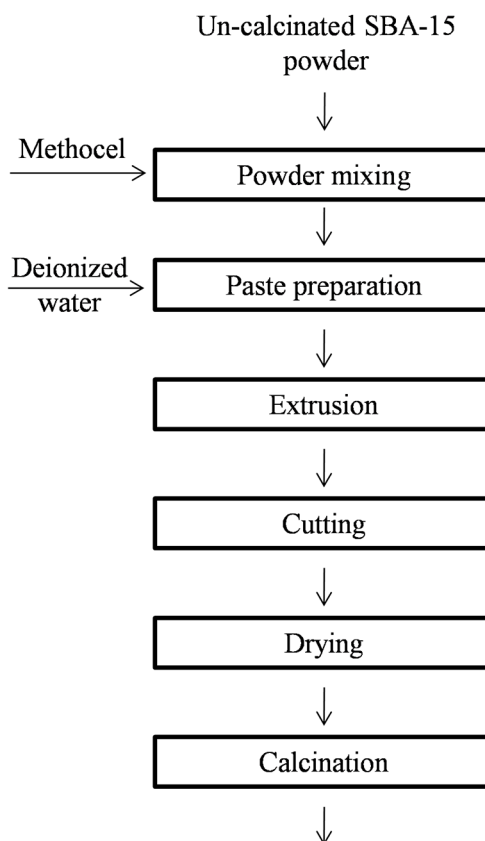 Un-calcinated SBA-15
powder
Methocel
Powder mixing
Deionized
water
Paste preparation
Extrusion
Cutting
Drying
Calcination